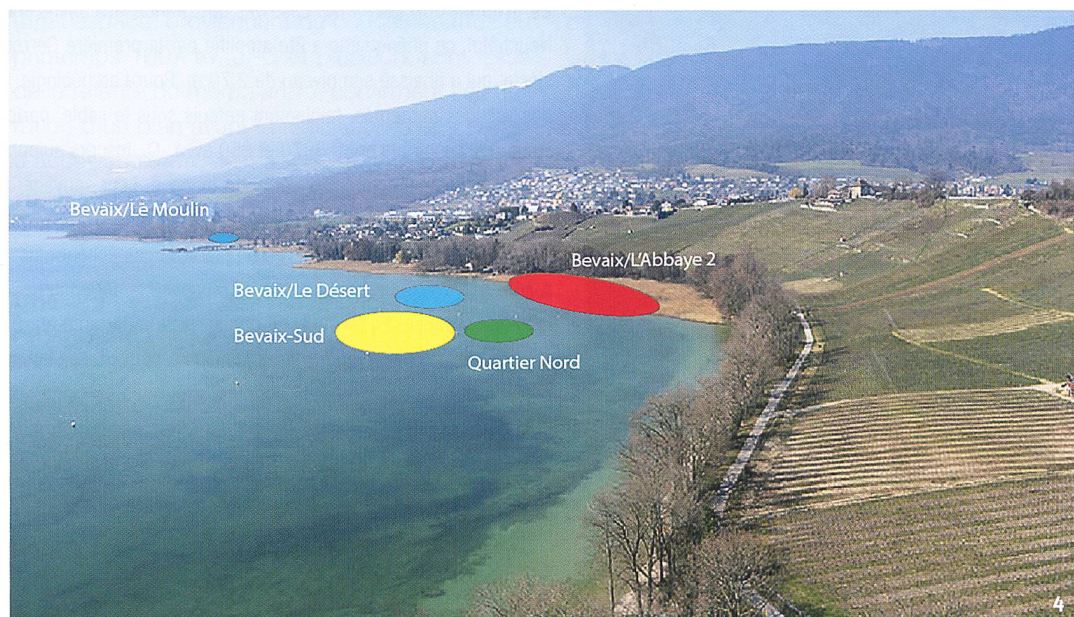 Bevaix/Le Moulin
Bevaix/L'Abbaye 2
Bevaix/Le Désert
Bevaix-Sud
Quartier Nord
4